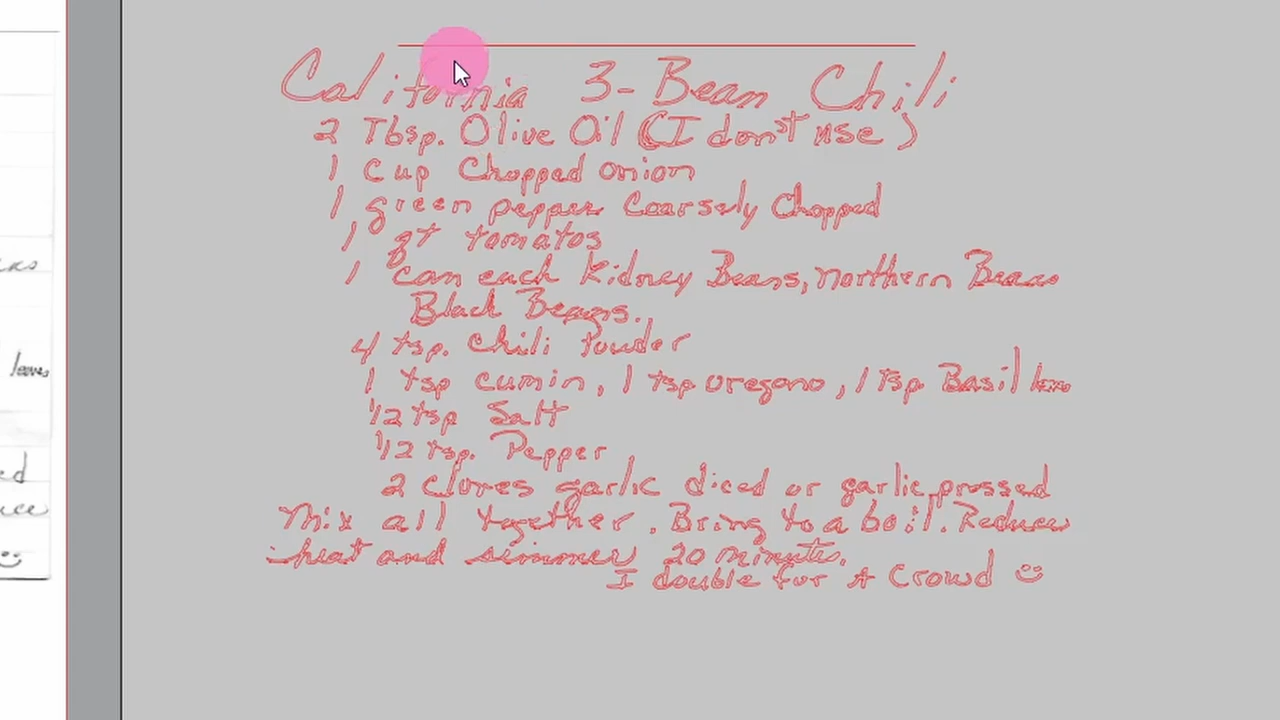 California 3-Bean Chili
2 Tbsp. Olive Oil (I don't use)
1 Cup Chopped onion
1 green pepper Coarsely Chopped
1 qt tomatos
1 can each Kidney Beans, northern Beans
Black Beans.
4 tsp. Chili Powder
1 tsp cumin, 1 tsp oregano, 1 tsp Basil leaves
1/2 tsp Salt
1/2 tsp. Pepper
2 cloves garlic diced or garlic pressed
Mix all together. Bring to a boil. Reduce
heat and simmer 20 minutes.
I double for A Crowd ☺
leaves